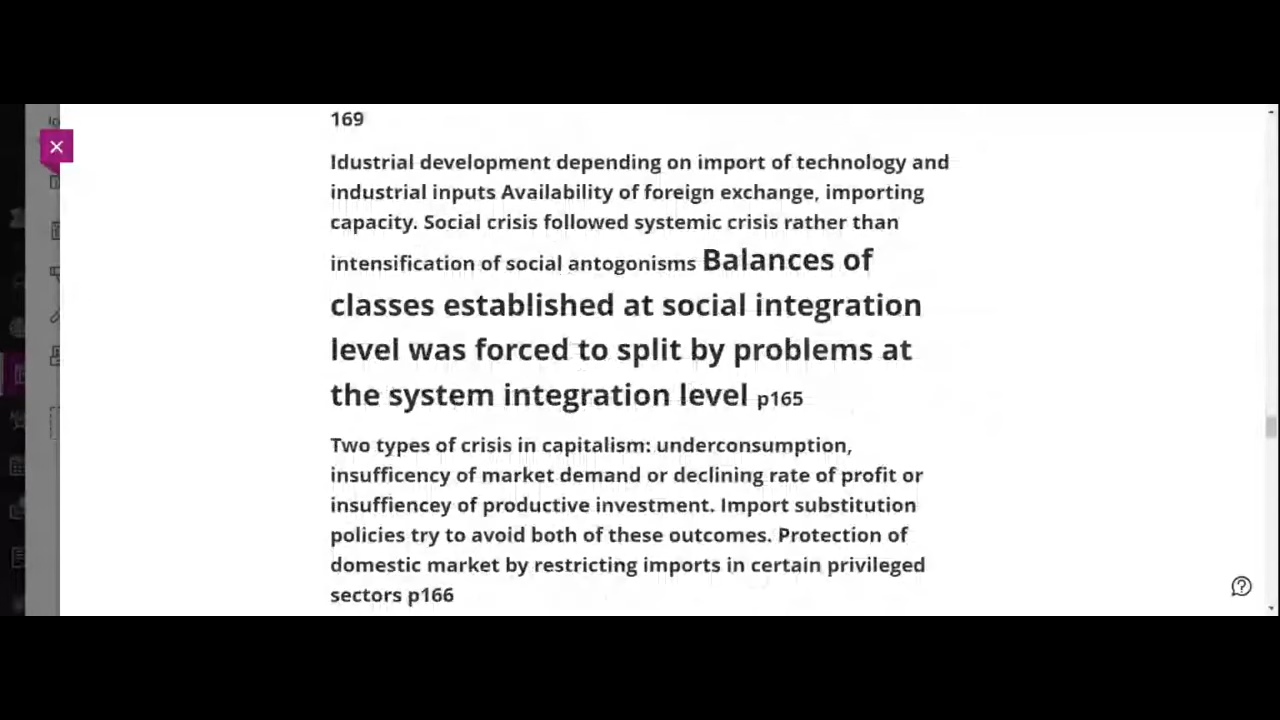 169
Idustrial development depending on import of technology and
industrial inputs Availability of foreign exchange, importing
capacity. Social crisis followed systemic crisis rather than
intensification of social antogonisms Balances of
classes established at social integration
level was forced to split by problems at
the system integration level p165
Two types of crisis in capitalism: underconsumption,
insufficency of market demand or declining rate of profit or
insuffiencey of productive investment. Import substitution
policies try to avoid both of these outcomes. Protection of
domestic market by restricting imports in certain privileged
sectors p166